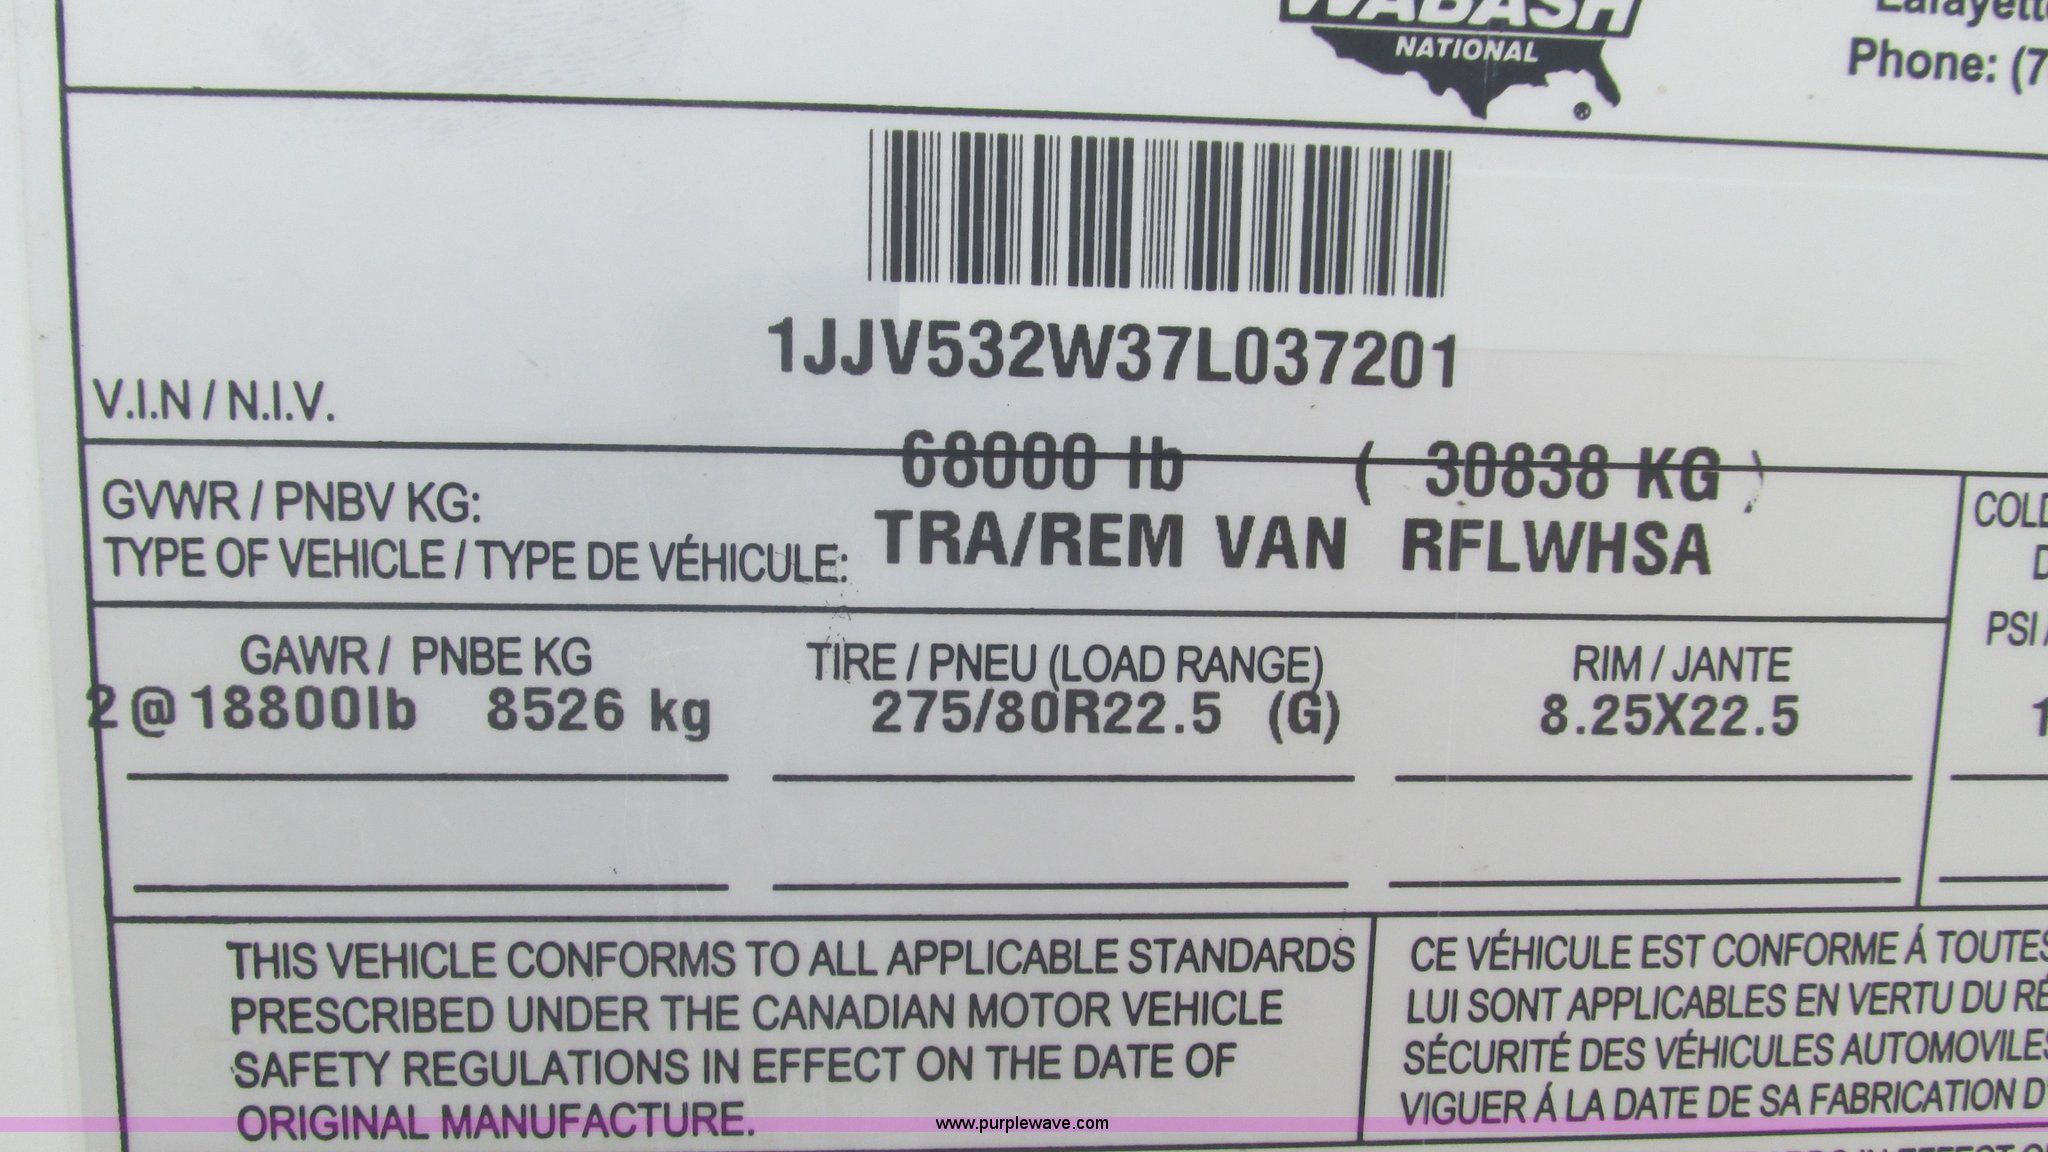 WABASH
NATIONAL
®
Lafayette
Phone: (7
1JJV532W37L037201
V.I.N / N.I.V.
68000 lb ( 30838 KG )
GVWR / PNBV KG:
TYPE OF VEHICLE / TYPE DE VÉHICULE: TRA/REM VAN RFLWHSA
COLD
PSI /
GAWR / PNBE KG TIRE / PNEU (LOAD RANGE) RIM / JANTE
2 @ 18800lb 8526 kg 275/80R22.5 (G) 8.25X22.5 1
THIS VEHICLE CONFORMS TO ALL APPLICABLE STANDARDS
PRESCRIBED UNDER THE CANADIAN MOTOR VEHICLE
SAFETY REGULATIONS IN EFFECT ON THE DATE OF
ORIGINAL MANUFACTURE.
CE VÉHICULE EST CONFORME Á TOUTES
LUI SONT APPLICABLES EN VERTU DU RÉ
SÉCURITÉ DES VÉHICULES AUTOMOVILES
VIGUER Á LA DATE DE SA FABRICATION D'
www.purplewave.com